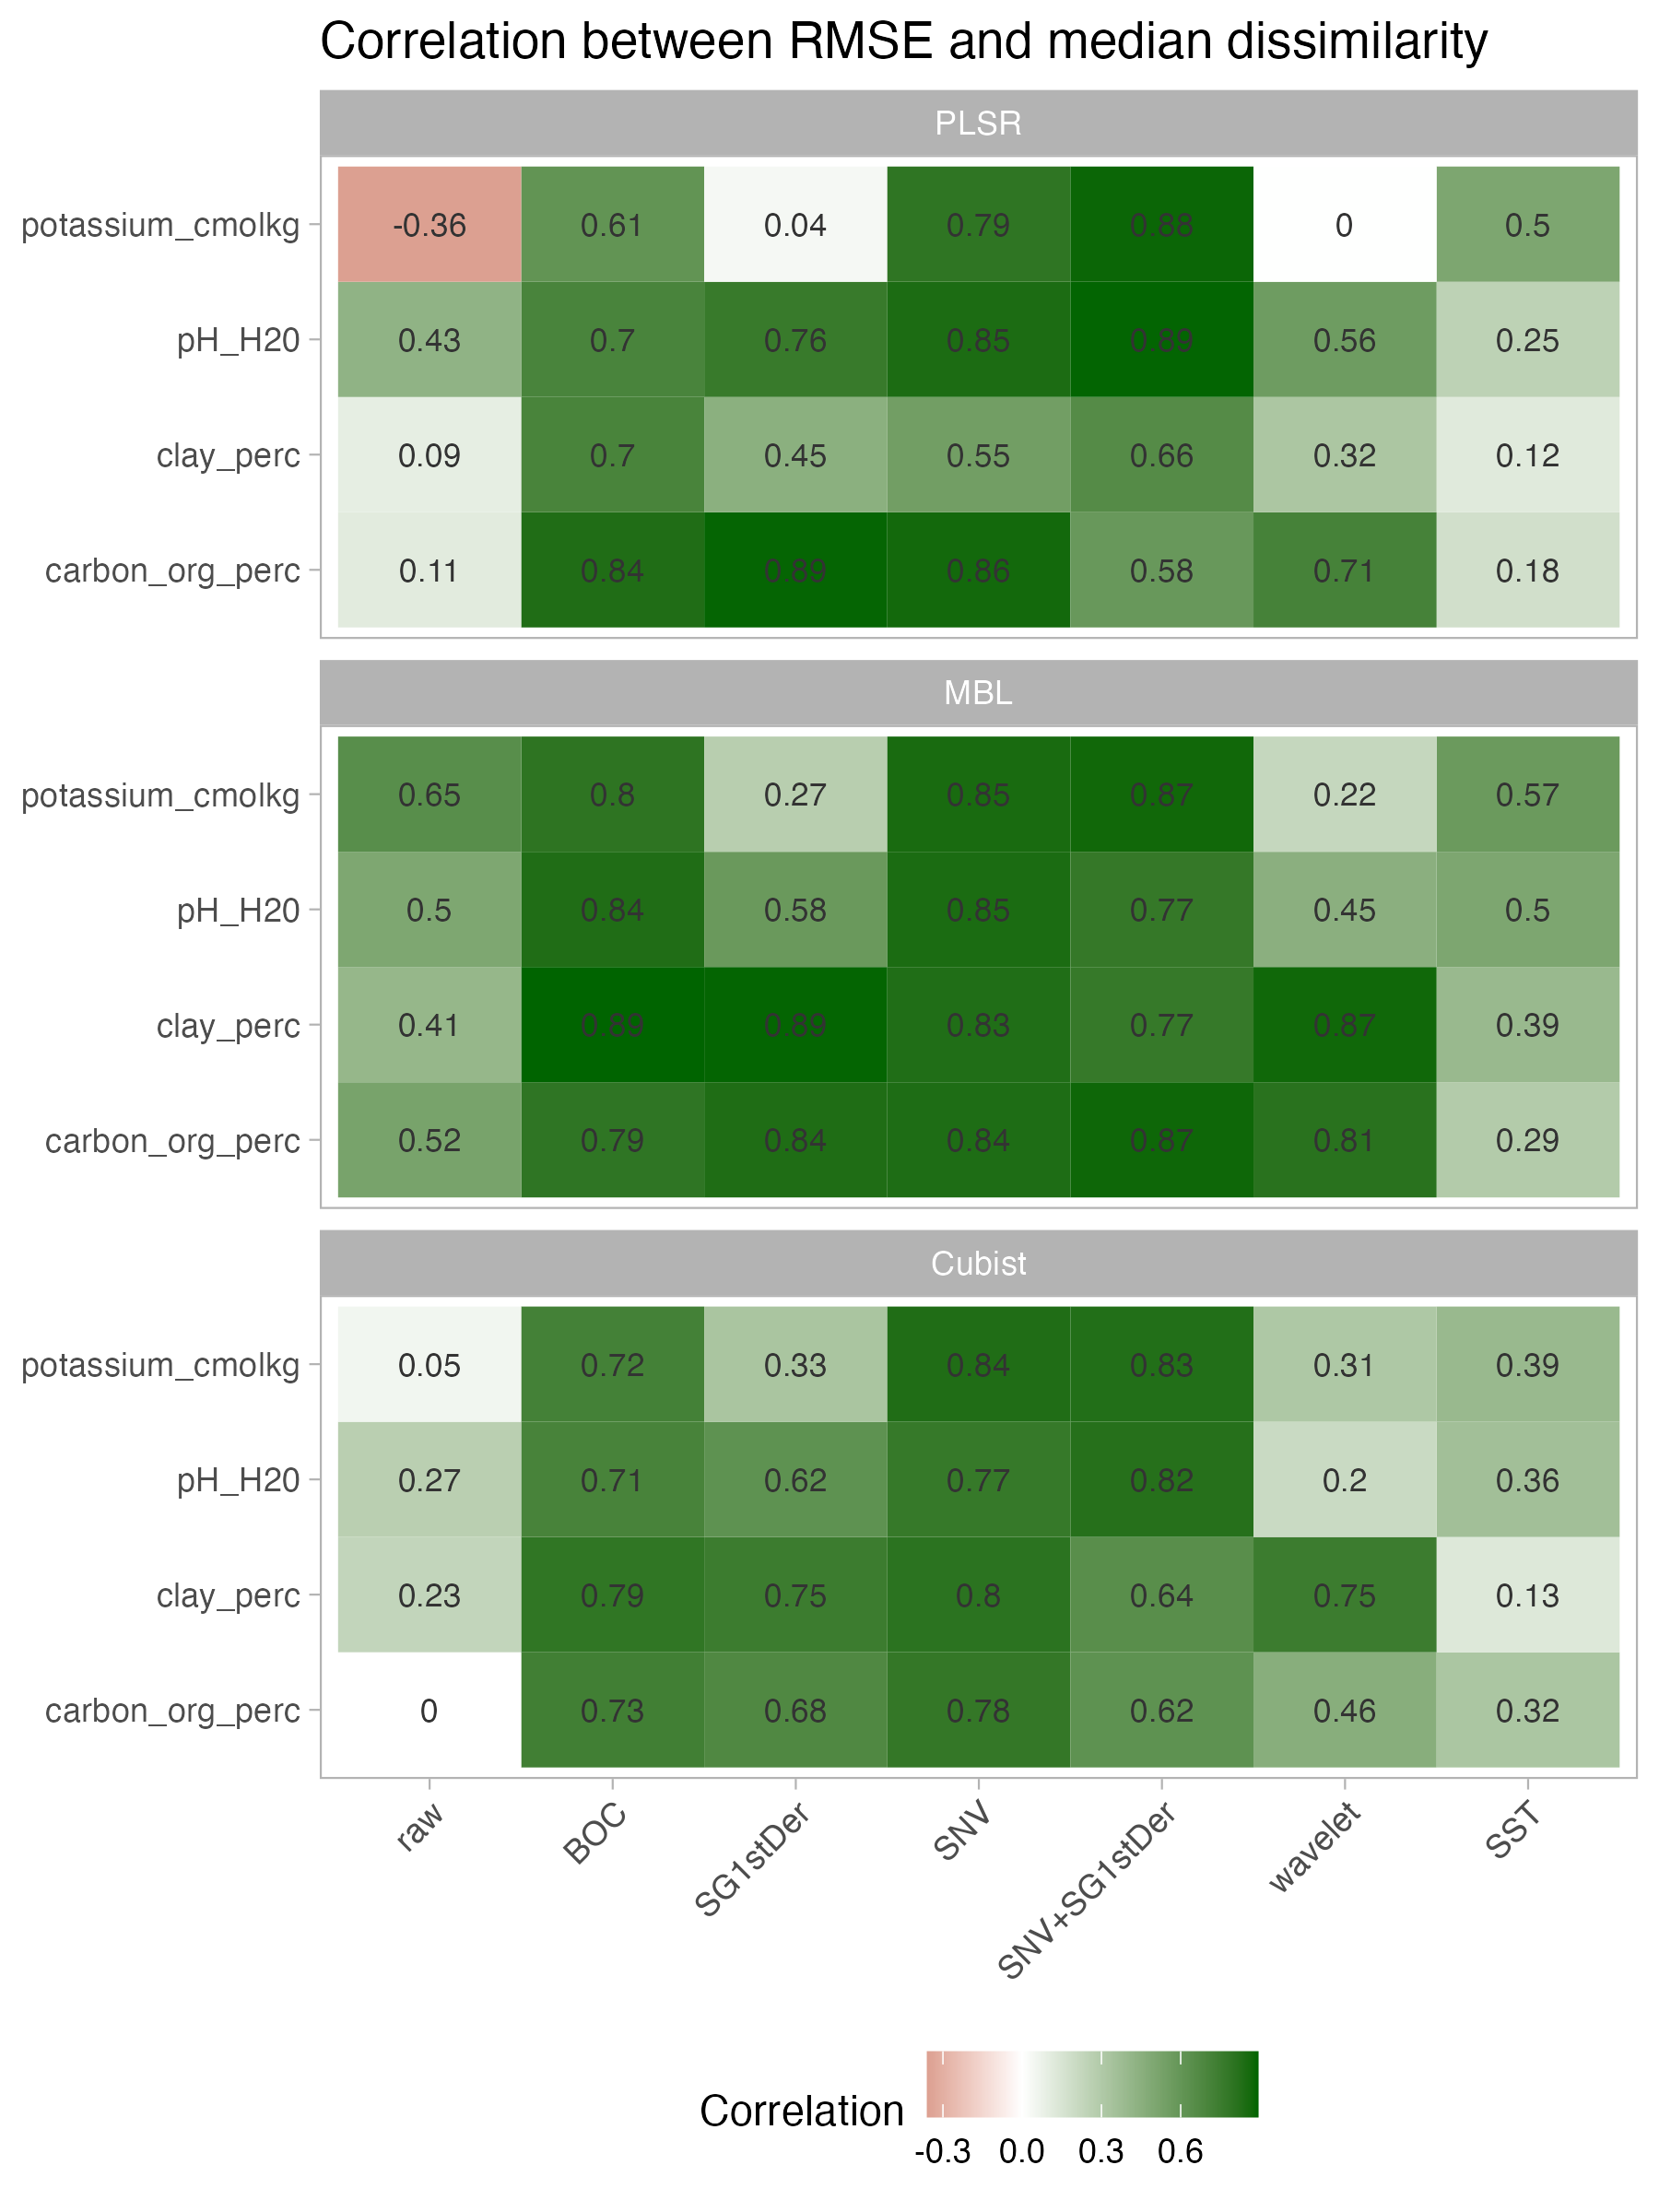 Correlation between RMSE and median dissimilarity
PLSR
potassium_cmolkg -0.36 0.61 0.04 0.79 0.88 0 0.5
pH_H20 0.43 0.7 0.76 0.85 0.89 0.56 0.25
clay_perc 0.09 0.7 0.45 0.55 0.66 0.32 0.12
carbon_org_perc 0.11 0.84 0.89 0.86 0.58 0.71 0.18
MBL
potassium_cmolkg 0.65 0.8 0.27 0.85 0.87 0.22 0.57
pH_H20 0.5 0.84 0.58 0.85 0.77 0.45 0.5
clay_perc 0.41 0.89 0.89 0.83 0.77 0.87 0.39
carbon_org_perc 0.52 0.79 0.84 0.84 0.87 0.81 0.29
Cubist
potassium_cmolkg 0.05 0.72 0.33 0.84 0.83 0.31 0.39
pH_H20 0.27 0.71 0.62 0.77 0.82 0.2 0.36
clay_perc 0.23 0.79 0.75 0.8 0.64 0.75 0.13
carbon_org_perc 0 0.73 0.68 0.78 0.62 0.46 0.32
raw BOC SG1stDer SNV SNV+SG1stDer wavelet SST
Correlation
-0.3 0.0 0.3 0.6